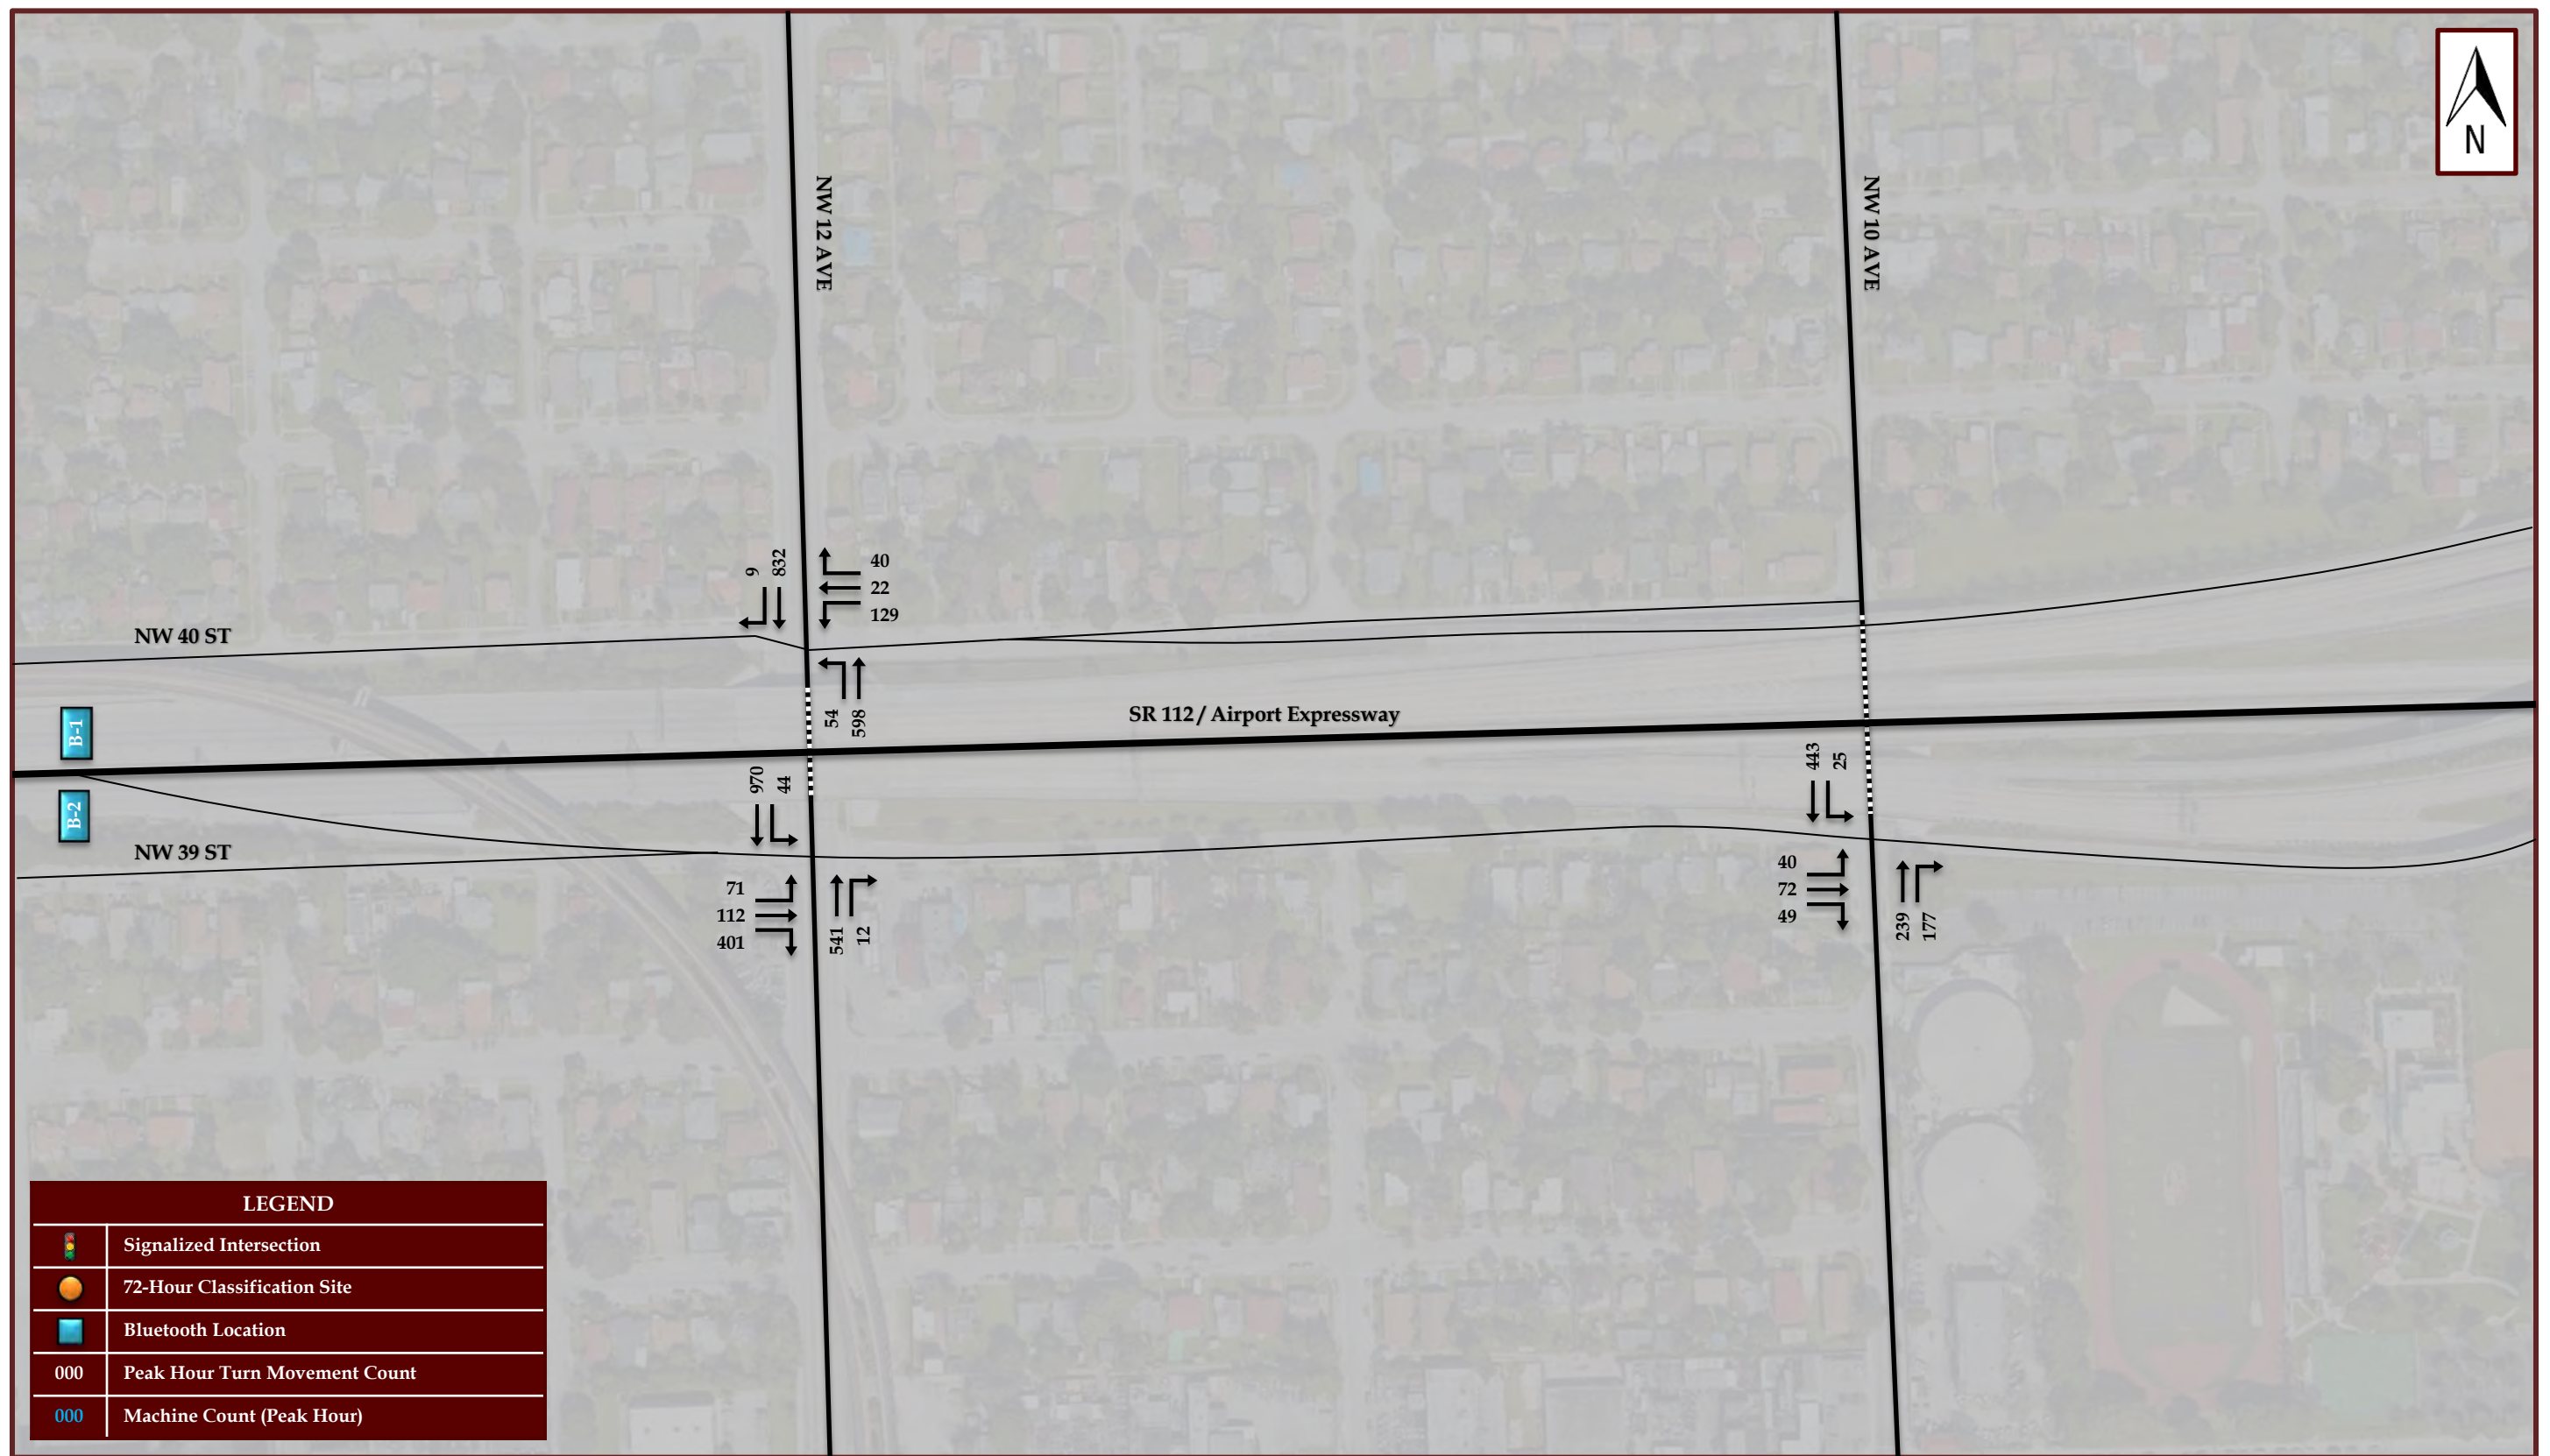 N
NW 12 AVE
NW 10 AVE
9
832
40
22
129
NW 40 ST
54
598
SR 112 / Airport Expressway
B-1
B-2
970
44
443
25
NW 39 ST
71
112
401
541
12
40
72
49
239
177
LEGEND
Signalized Intersection
72-Hour Classification Site
Bluetooth Location
000 Peak Hour Turn Movement Count
000 Machine Count (Peak Hour)